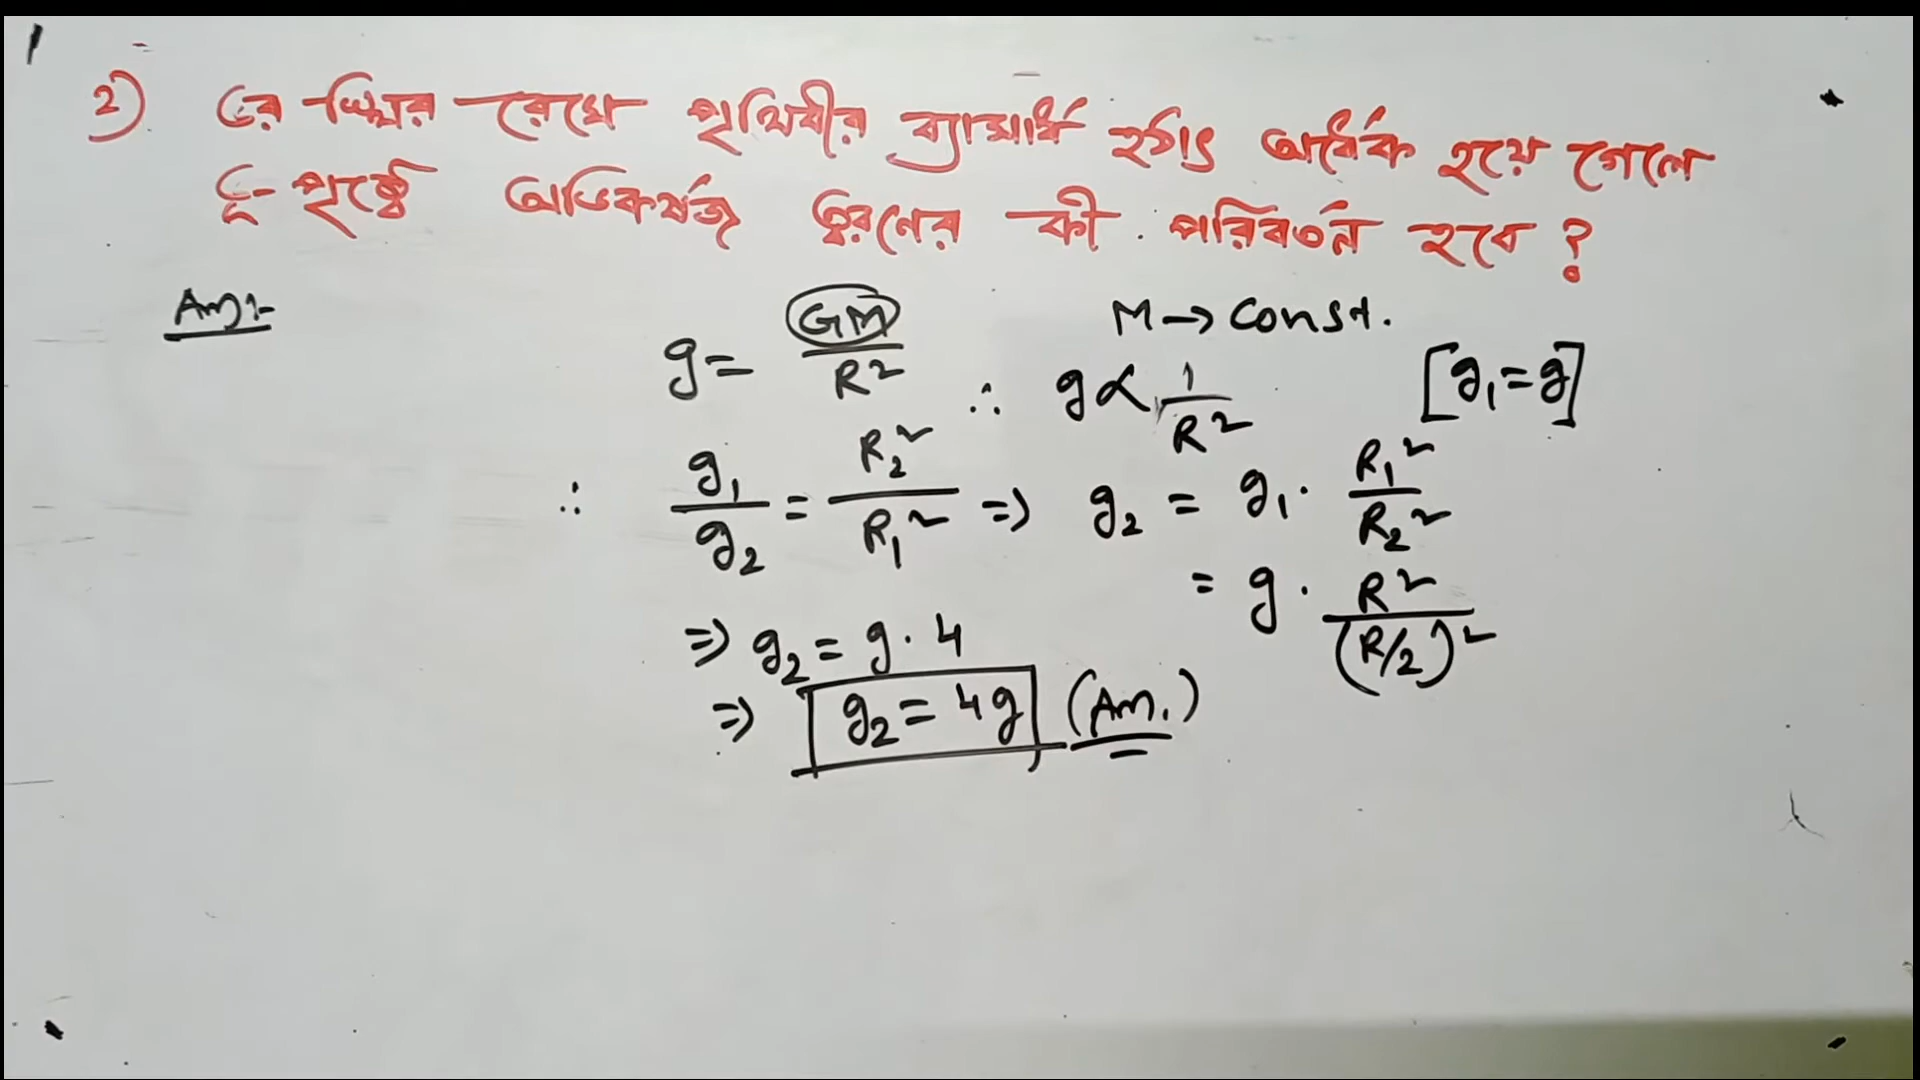 2) ভর স্থির রেখে পৃথিবীর ব্যাসার্ধ হঠাৎ অর্ধেক হয়ে গেলে
ভূ-পৃষ্ঠে অভিকর্ষজ ত্বরণের কী পরিবর্তন হবে ?
Ans:-
g = GM/R² M → Const.
∴ g ∝ 1/R² [g₁ = g]
∴ g₁/g₂ = R₂²/R₁² ⇒ g₂ = g₁ · R₁²/R₂²
= g · R²/(R/2)²
⇒ g₂ = g · 4
⇒ g₂ = 4g (Ans.)